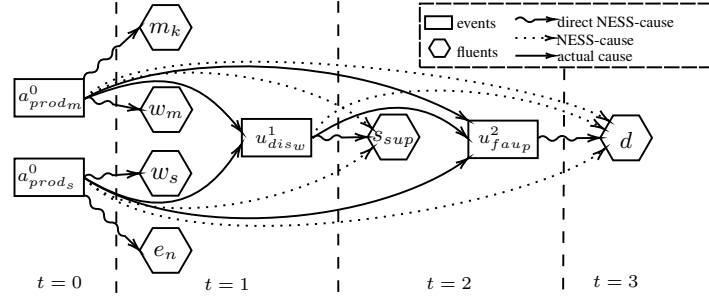 m_k
direct NESS-cause
events
NESS-cause
fluents
actual cause
a^0_{prod_m}
w_m
u^1_{dis_w}
s_{sup}
u^2_{fau_p}
d
a^0_{prod_s}
w_s
e_n
t = 0
t = 1
t = 2
t = 3